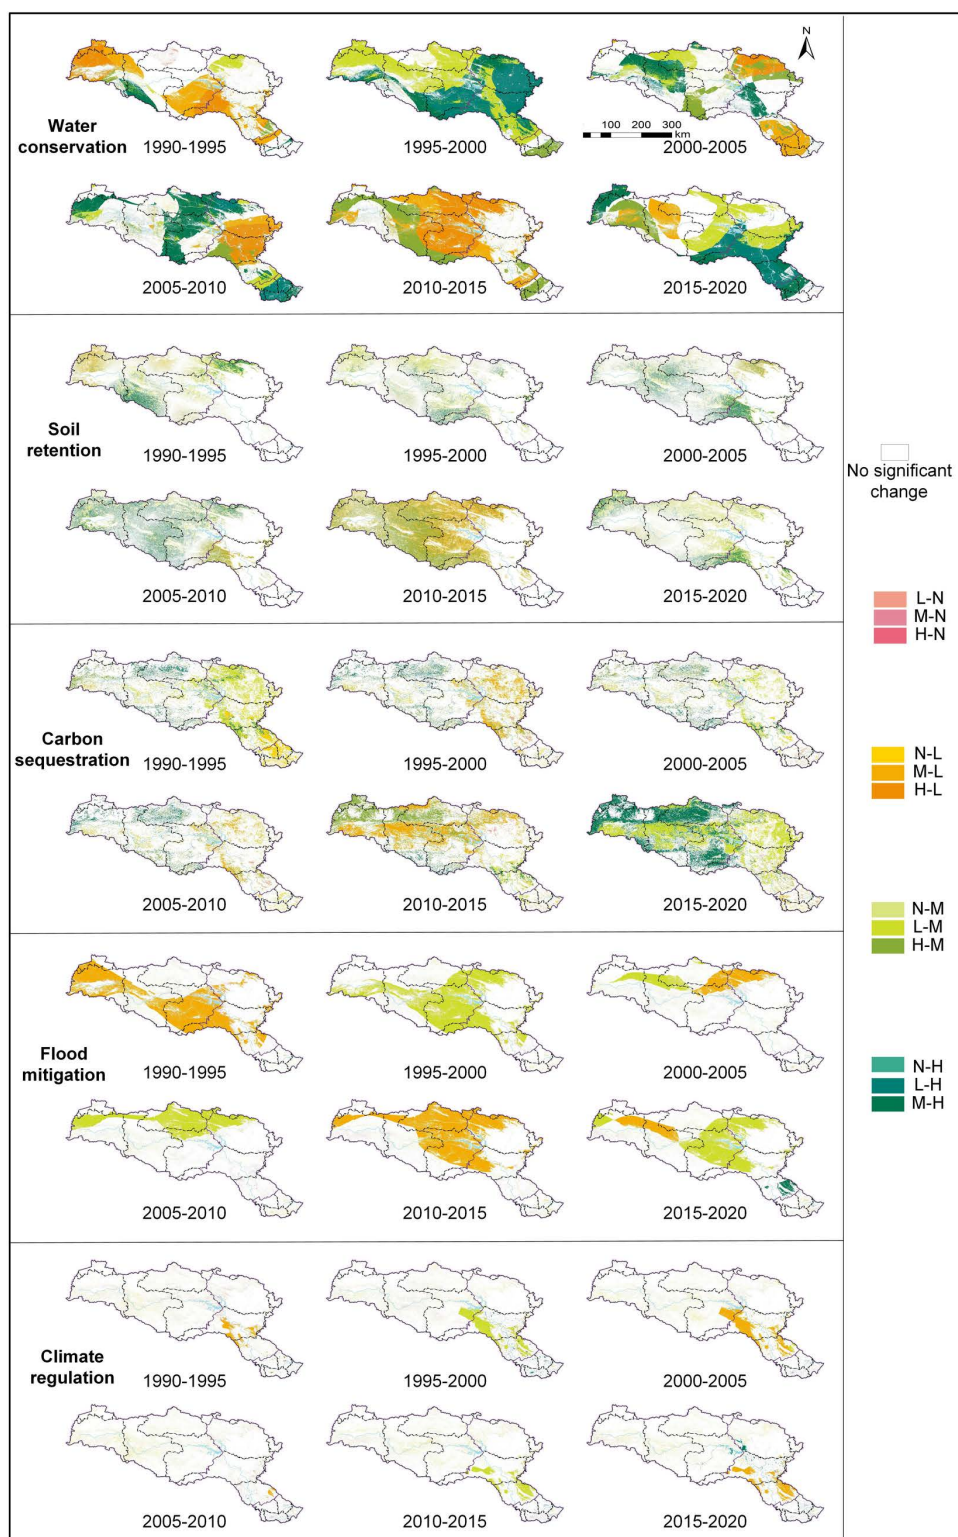 N
100 200 300
km
Water
conservation
1990-1995
1995-2000
2000-2005
2005-2010
2010-2015
2015-2020
Soil
retention
1990-1995
1995-2000
2000-2005
2005-2010
2010-2015
2015-2020
Carbon
sequestration
1990-1995
1995-2000
2000-2005
2005-2010
2010-2015
2015-2020
Flood
mitigation
1990-1995
1995-2000
2000-2005
2005-2010
2010-2015
2015-2020
Climate
regulation
1990-1995
1995-2000
2000-2005
2005-2010
2010-2015
2015-2020
No significant
change
L-N
M-N
H-N
N-L
M-L
H-L
N-M
L-M
H-M
N-H
L-H
M-H